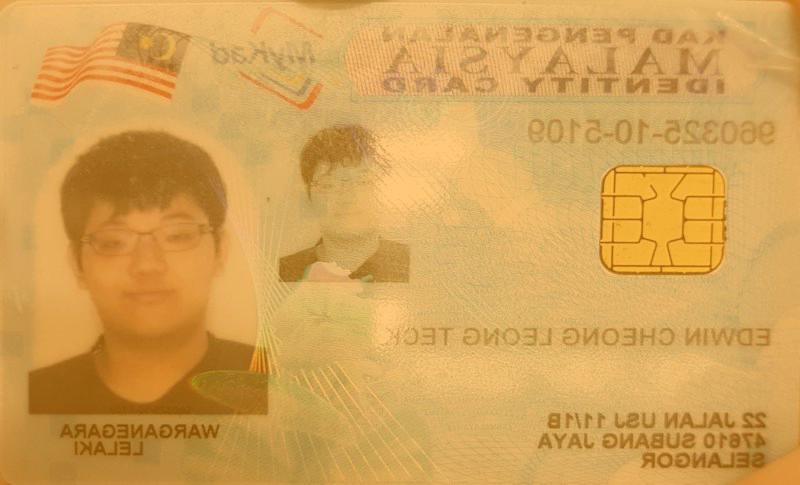 KAD PENGENALAN
MALAYSIA
IDENTITY CARD
MyKad
960325-10-5109
EDWIN CHEONG LEONG TECK
22 JALAN USJ 11/1B
47610 SUBANG JAYA
SELANGOR
WARGANEGARA
LELAKI